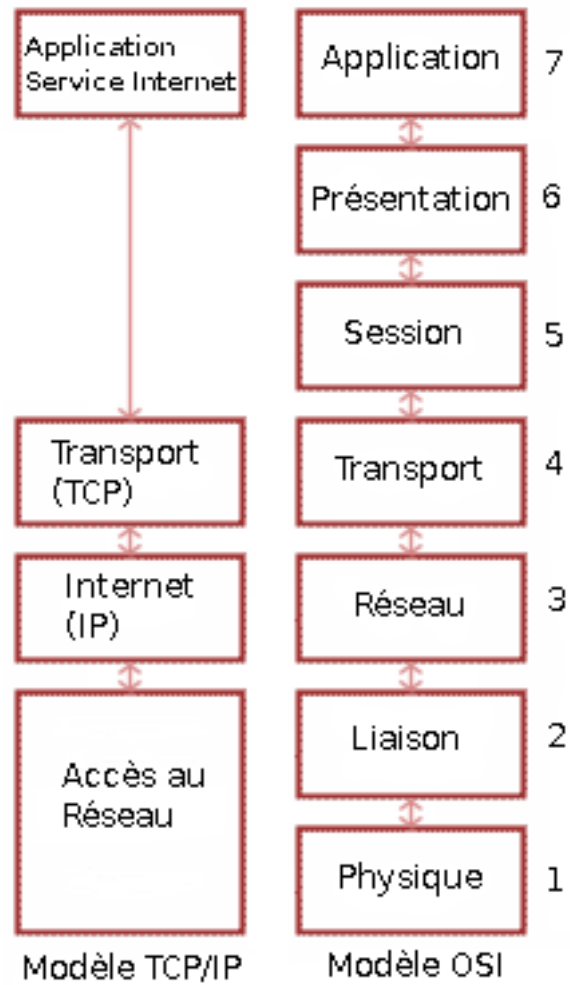 Application
Service Internet
Application
7
Présentation
6
Session
5
Transport
(TCP)
Transport
4
Internet
(IP)
Réseau
3
Accès au
Réseau
Liaison
2
Physique
1
Modèle TCP/IP
Modèle OSI